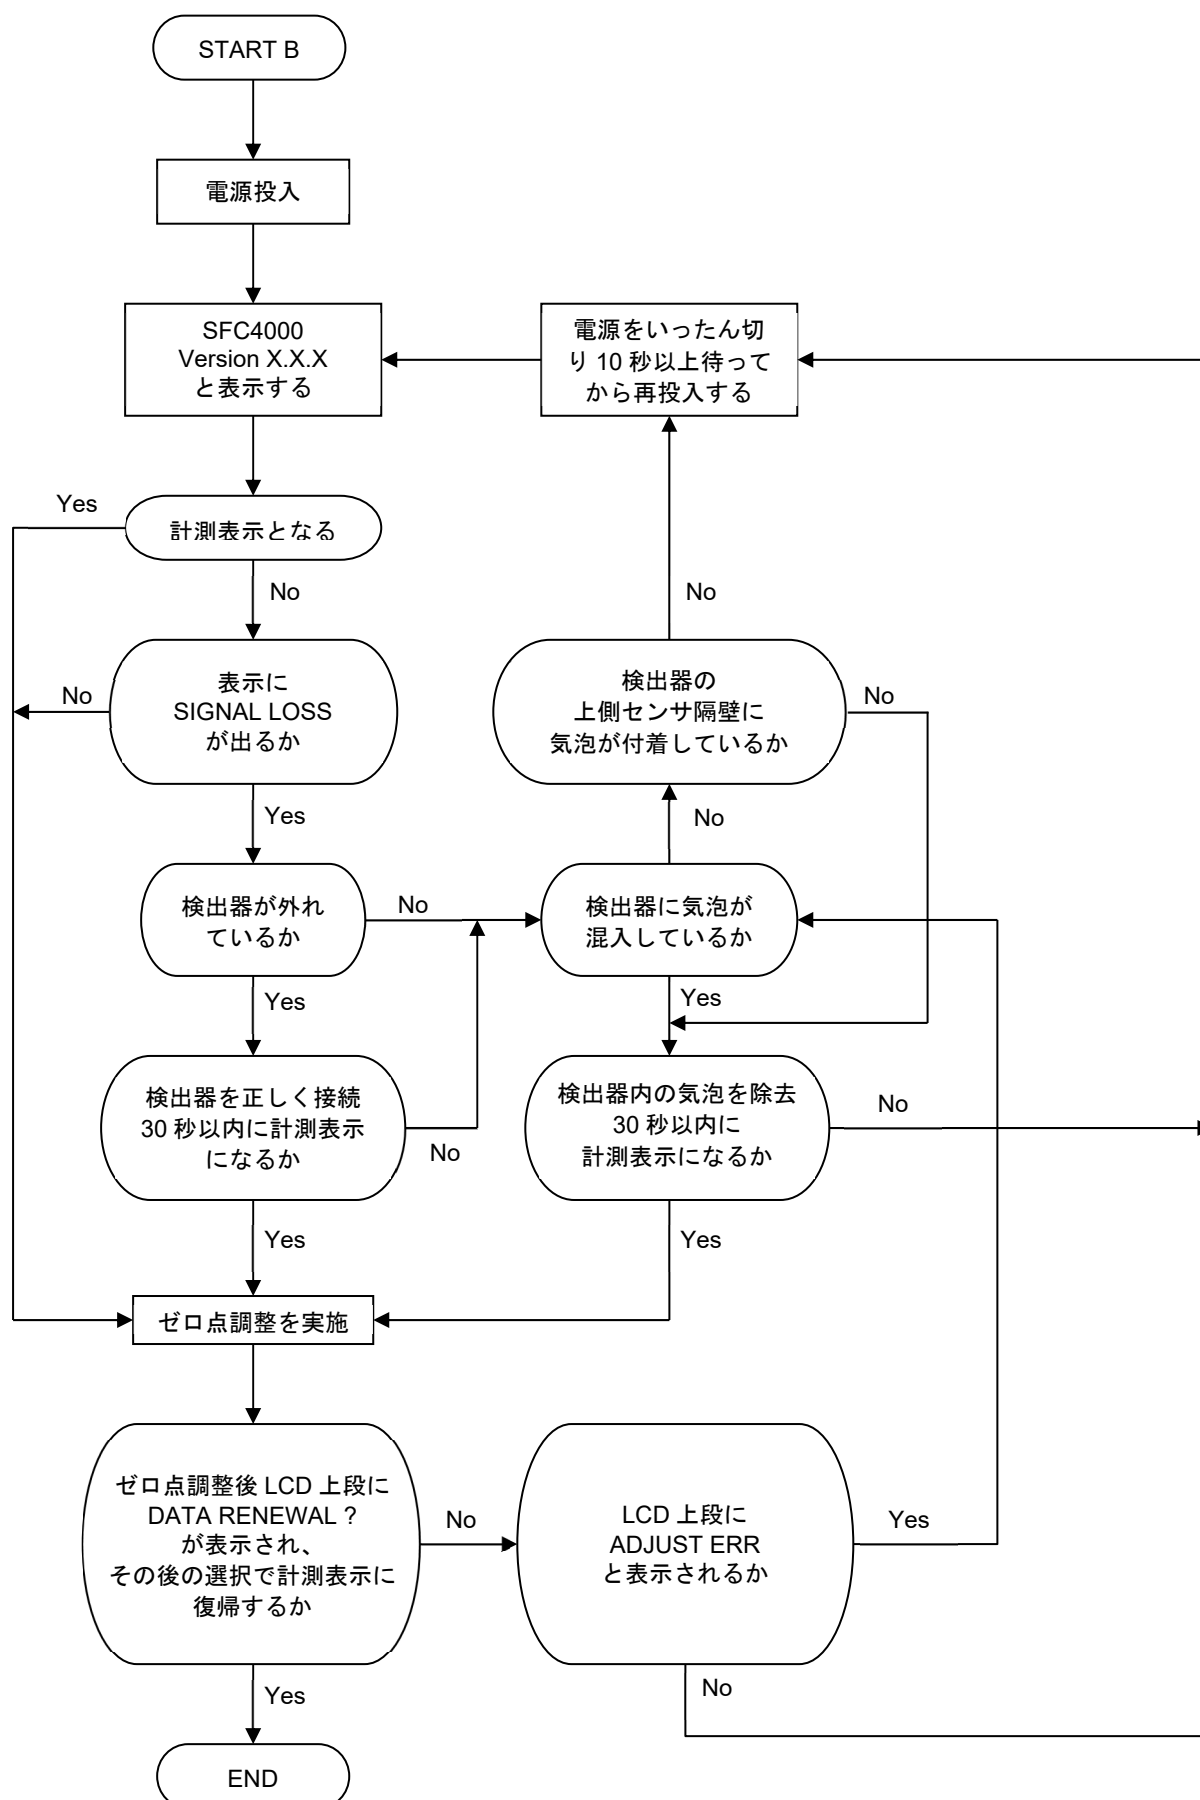 START B
電源投入
SFC4000
Version X.X.X
と表示する
電源をいったん切
り 10 秒以上待って
から再投入する
Yes
計測表示となる
No
No
表示に
SIGNAL LOSS
が出るか
検出器の
上側センサ隔壁に
気泡が付着しているか
No
No
Yes
No
検出器が外れ
ているか
No
検出器に気泡が
混入しているか
Yes
Yes
検出器を正しく接続
30 秒以内に計測表示
になるか
No
検出器内の気泡を除去
30 秒以内に
計測表示になるか
No
Yes
Yes
ゼロ点調整を実施
ゼロ点調整後 LCD 上段に
DATA RENEWAL ?
が表示され、
その後の選択で計測表示に
復帰するか
No
LCD 上段に
ADJUST ERR
と表示されるか
Yes
Yes
No
END